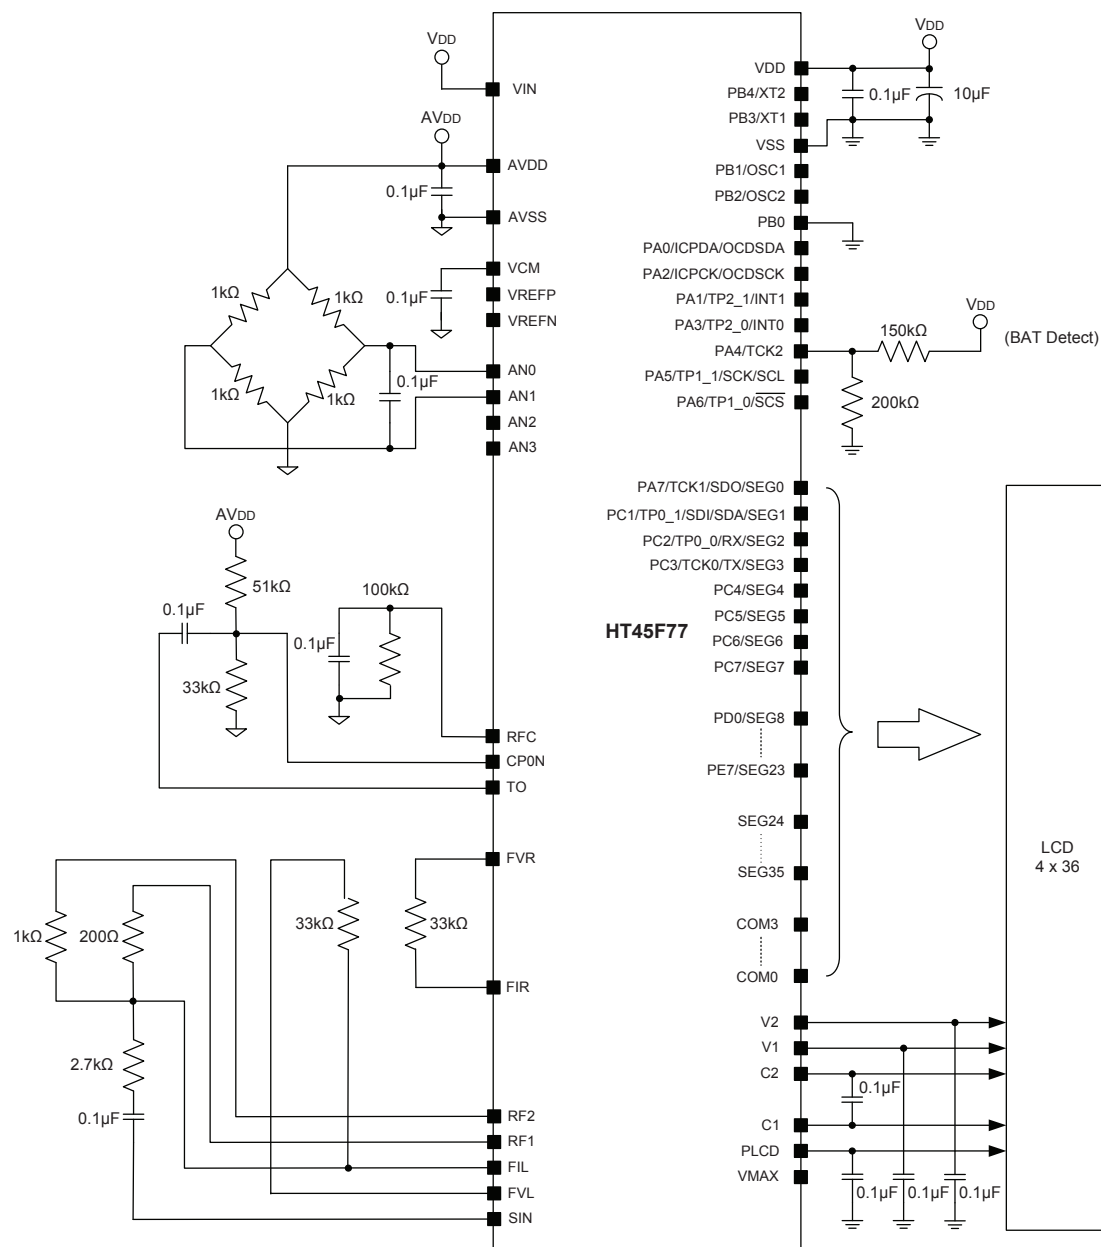 VDD
VIN
AVDD
AVDD
0.1µF
AVSS
VCM
0.1µF
VREFP
VREFN
1kΩ
1kΩ
1kΩ
1kΩ
0.1µF
AN0
AN1
AN2
AN3
AVDD
51kΩ
0.1µF
33kΩ
100kΩ
0.1µF
RFC
CP0N
TO
FVR
33kΩ
33kΩ
FIR
1kΩ
200Ω
2.7kΩ
0.1µF
RF2
RF1
FIL
FVL
SIN
HT45F77
VDD
VDD
0.1µF
10µF
PB4/XT2
PB3/XT1
VSS
PB1/OSC1
PB2/OSC2
PB0
PA0/ICPDA/OCDSDA
PA2/ICPCK/OCDSCK
PA1/TP2_1/INT1
PA3/TP2_0/INT0
PA4/TCK2
150kΩ
VDD
(BAT Detect)
200kΩ
PA5/TP1_1/SCK/SCL
PA6/TP1_0/SCS
PA7/TCK1/SDO/SEG0
PC1/TP0_1/SDI/SDA/SEG1
PC2/TP0_0/RX/SEG2
PC3/TCK0/TX/SEG3
PC4/SEG4
PC5/SEG5
PC6/SEG6
PC7/SEG7
PD0/SEG8
PE7/SEG23
SEG24
SEG35
COM3
COM0
LCD
4 x 36
V2
V1
C2
0.1µF
C1
PLCD
VMAX
0.1µF
0.1µF
0.1µF